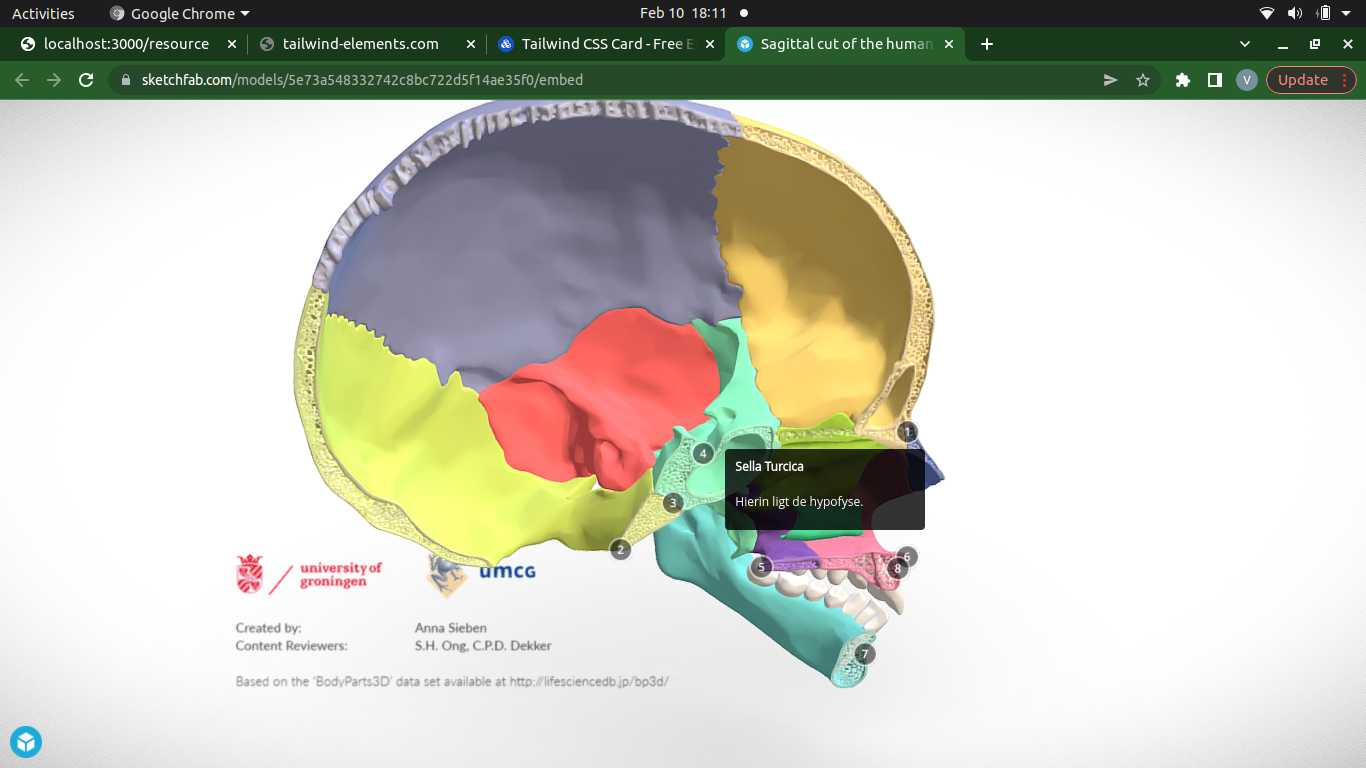 Activities
Google Chrome
Feb 10 18:11
localhost:3000/resource
tailwind-elements.com
Tailwind CSS Card - Free E
Sagittal cut of the human
sketchfab.com/models/5e73a548332742c8bc722d5f14ae35f0/embed
V
Update
1
4
Sella Turcica
Hierin ligt de hypofyse.
3
2
5
6
8
7
university of
groningen
umcg
Created by:
Anna Sieben
Content Reviewers:
S.H. Ong, C.P.D. Dekker
Based on the 'BodyParts3D' data set available at http://lifesciencedb.jp/bp3d/